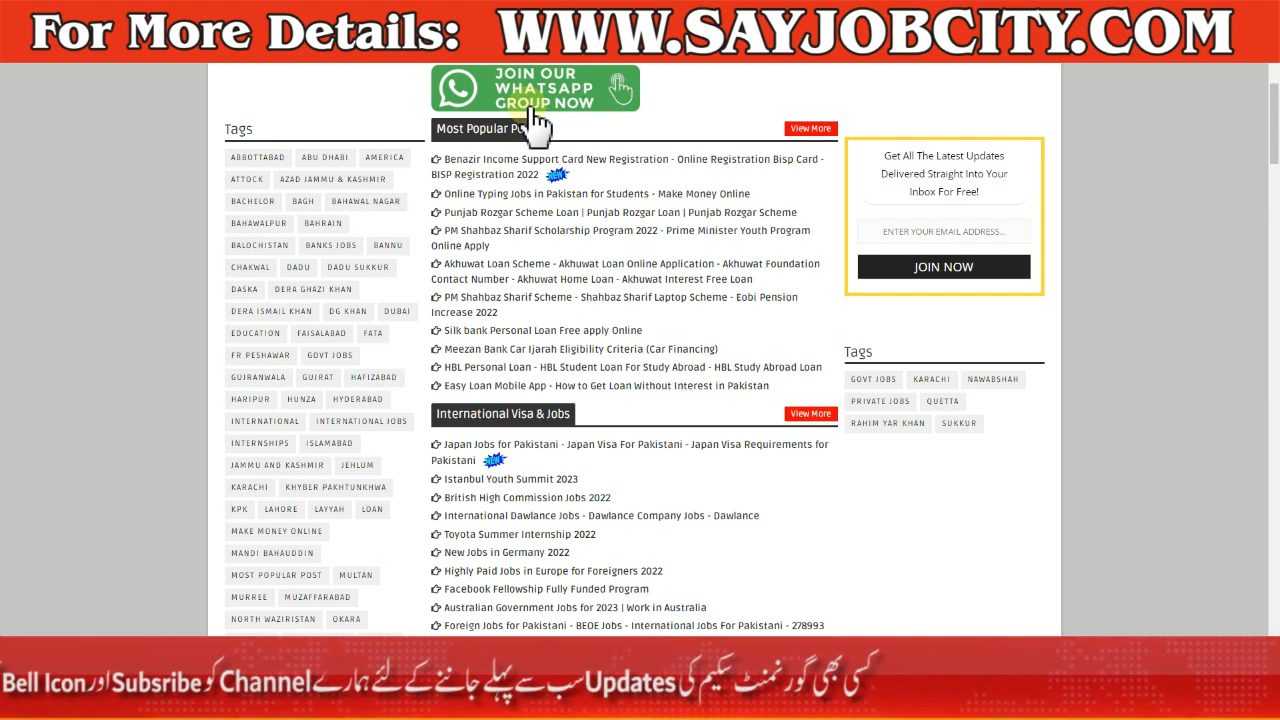 For More Details: WWW.SAYJOBCITY.COM
JOIN OUR
WHATSAPP
GROUP NOW
Tags
ABBOTTABAD ABU DHABI AMERICA
ATTOCK AZAD JAMMU & KASHMIR
BACHELOR BAGH BAHAWAL NAGAR
BAHAWALPUR BAHRAIN
BALOCHISTAN BANKS JOBS BANNU
CHAKWAL DADU DADU SUKKUR
DASKA DERA GHAZI KHAN
DERA ISMAIL KHAN DG KHAN DUBAI
EDUCATION FAISALABAD FATA
FR PESHAWAR GOVT JOBS
GUJRANWALA GUJRAT HAFIZABAD
HARIPUR HUNZA HYDERABAD
INTERNATIONAL INTERNATIONAL JOBS
INTERNSHIPS ISLAMABAD
JAMMU AND KASHMIR JEHLUM
KARACHI KHYBER PAKHTUNKHWA
KPK LAHORE LAYYAH LOAN
MAKE MONEY ONLINE
MANDI BAHAUDDIN
MOST POPULAR POST MULTAN
MURREE MUZAFFARABAD
NORTH WAZIRISTAN OKARA
Most Popular View More
Benazir Income Support Card New Registration - Online Registration Bisp Card -
BISP Registration 2022 NEW
Online Typing Jobs in Pakistan for Students - Make Money Online
Punjab Rozgar Scheme Loan | Punjab Rozgar Loan | Punjab Rozgar Scheme
PM Shahbaz Sharif Scholarship Program 2022 - Prime Minister Youth Program
Online Apply
Akhuwat Loan Scheme - Akhuwat Loan Online Application - Akhuwat Foundation
Contact Number - Akhuwat Home Loan - Akhuwat Interest Free Loan
PM Shahbaz Sharif Scheme - Shahbaz Sharif Laptop Scheme - Eobi Pension
Increase 2022
Silk bank Personal Loan Free apply Online
Meezan Bank Car Ijarah Eligibility Criteria (Car Financing)
HBL Personal Loan - HBL Student Loan For Study Abroad - HBL Study Abroad Loan
Easy Loan Mobile App - How to Get Loan Without Interest in Pakistan
International Visa & Jobs View More
Japan Jobs for Pakistani - Japan Visa For Pakistani - Japan Visa Requirements for
Pakistani NEW
Istanbul Youth Summit 2023
British High Commission Jobs 2022
International Dawlance Jobs - Dawlance Company Jobs - Dawlance
Toyota Summer Internship 2022
New Jobs in Germany 2022
Highly Paid Jobs in Europe for Foreigners 2022
Facebook Fellowship Fully Funded Program
Australian Government Jobs for 2023 | Work in Australia
Foreign Jobs for Pakistani - BEOE Jobs - International Jobs For Pakistani - 278993
Get All The Latest Updates
Delivered Straight Into Your
Inbox For Free!
ENTER YOUR EMAIL ADDRESS...
JOIN NOW
Tags
GOVT JOBS KARACHI NAWABSHAH
PRIVATE JOBS QUETTA
RAHIM YAR KHAN SUKKUR
کسی بھی گورنمنٹ سکیم کی Updates سب سے پہلے جاننے کے لئے ہمارے Channel کو Subsribe اور Bell Icon